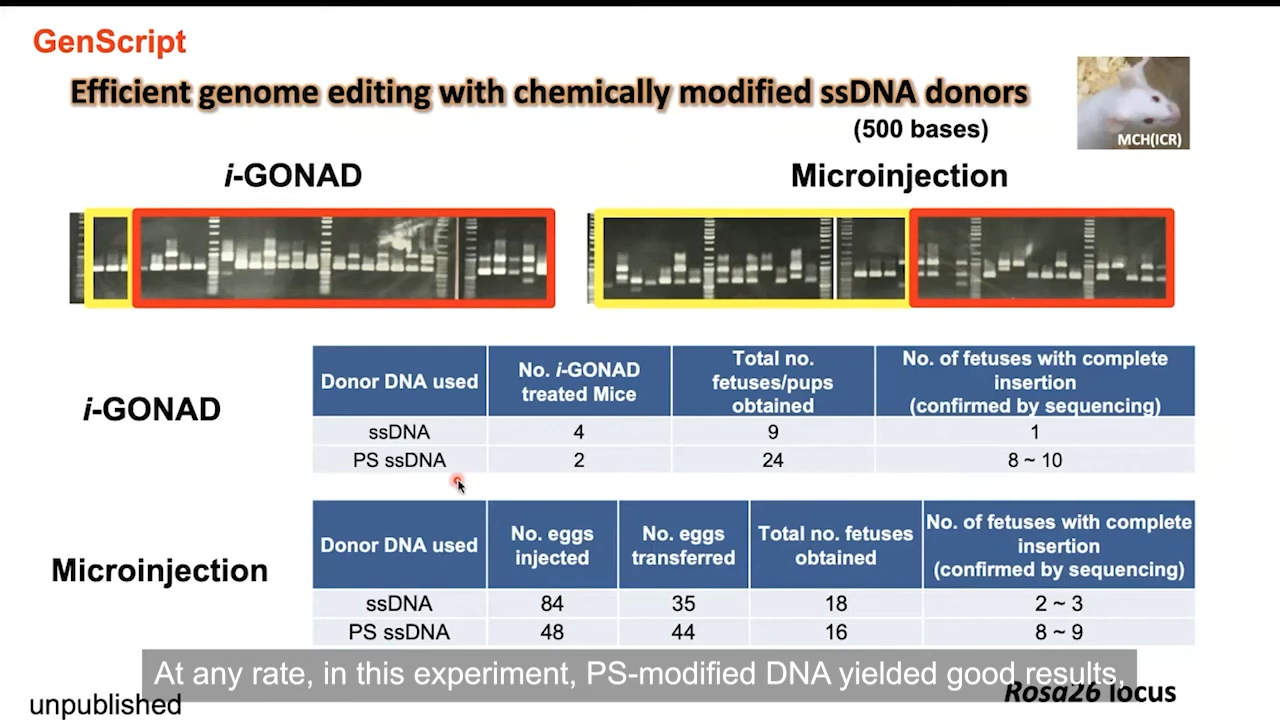 GenScript
Efficient genome editing with chemically modified ssDNA donors
(500 bases)
MCH(ICR)
i-GONAD
Microinjection
i-GONAD
Donor DNA used
No. i-GONAD
treated Mice
Total no.
fetuses/pups
obtained
No. of fetuses with complete
insertion
(confirmed by sequencing)
ssDNA 4 9 1
PS ssDNA 2 24 8 ~ 10
Microinjection
Donor DNA used
No. eggs
injected
No. eggs
transferred
Total no. fetuses
obtained
No. of fetuses with complete
insertion
(confirmed by sequencing)
ssDNA 84 35 18 2 ~ 3
PS ssDNA 48 44 16 8 ~ 9
At any rate, in this experiment, PS-modified DNA yielded good results,
Rosa26 locus
unpublished